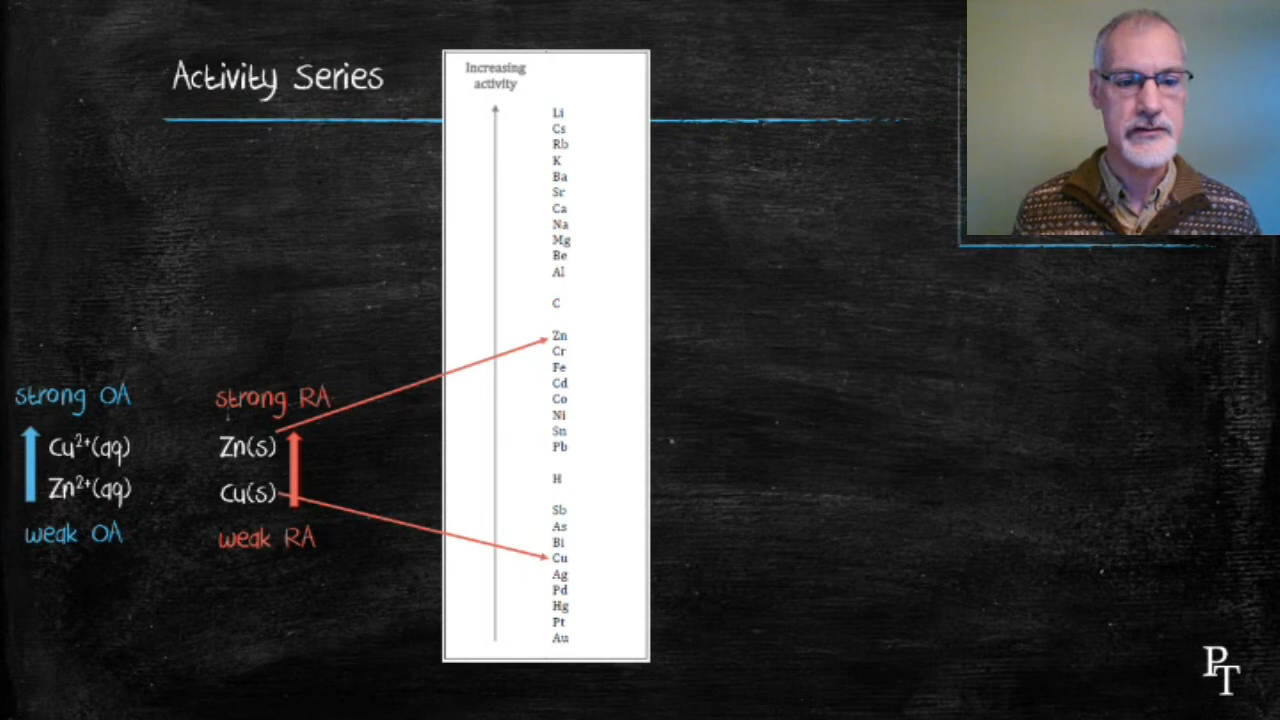 Activity Series
Increasing
activity
Li
Cs
Rb
K
Ba
Sr
Ca
Na
Mg
Be
Al
C
Zn
Cr
Fe
Cd
Co
Ni
Sn
Pb
H
Sb
As
Bi
Cu
Ag
Pd
Hg
Pt
Au
strong OA
Cu²⁺(aq)
Zn²⁺(aq)
weak OA
strong RA
Zn(s)
Cu(s)
weak RA
PT